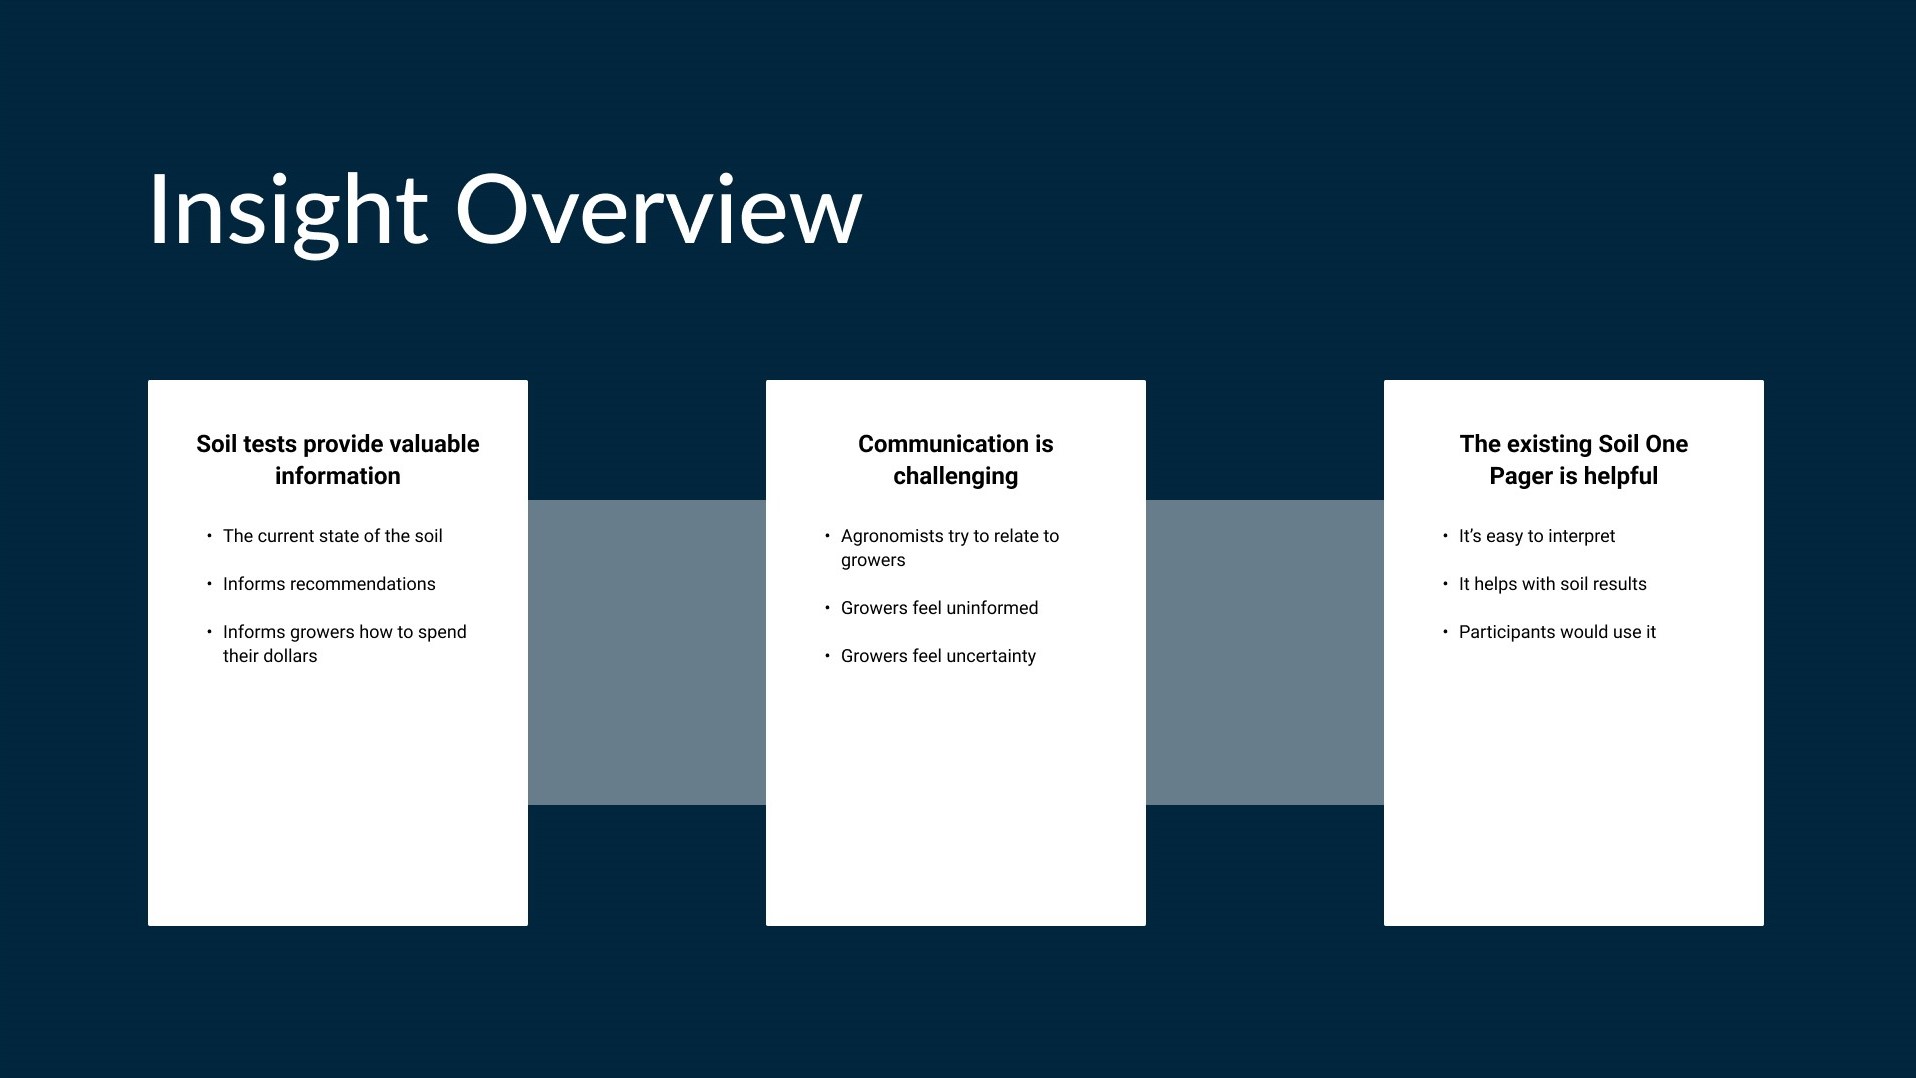 Insight Overview
Soil tests provide valuable
information
• The current state of the soil
• Informs recommendations
• Informs growers how to spend
their dollars
Communication is
challenging
• Agronomists try to relate to
growers
• Growers feel uninformed
• Growers feel uncertainty
The existing Soil One
Pager is helpful
• It’s easy to interpret
• It helps with soil results
• Participants would use it